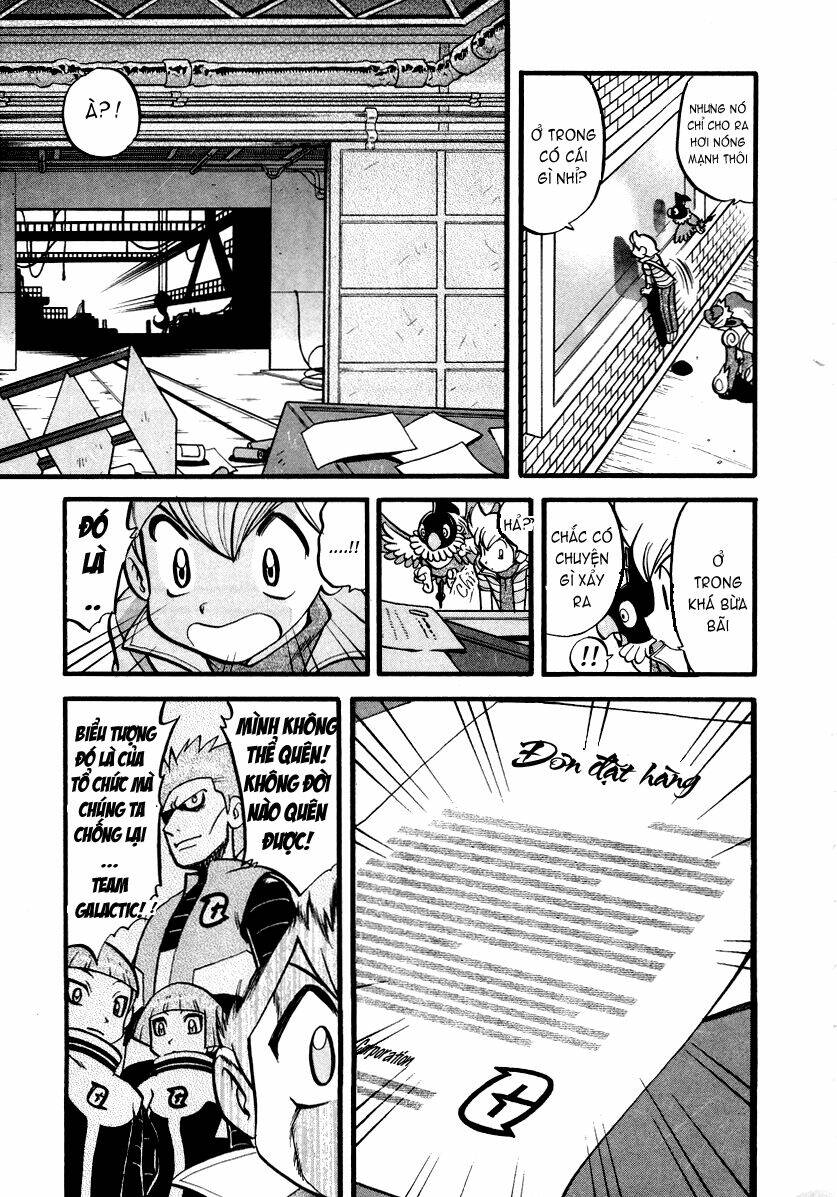 NHƯNG NÓ
CHỈ CHO RA
HƠI NÓNG
MẠNH THÔI
Ở TRONG
CÓ CÁI
GÌ NHỈ?
À?!
Ở
TRONG
KHÁ BỪA
BÃI
CHẮC CÓ
CHUYỆN
GÌ XẢY
RA
!!
HẢ?
....!!
ĐÓ
LÀ
..
Đơn đặt hàng
Corporation
MÌNH KHÔNG
THỂ QUÊN!
KHÔNG ĐỜI
NÀO QUÊN
ĐƯỢC!
BIỂU TƯỢNG
ĐÓ LÀ CỦA
TỔ CHỨC MÀ
CHÚNG TA
CHỐNG LẠI
...
TEAM
GALACTIC!!